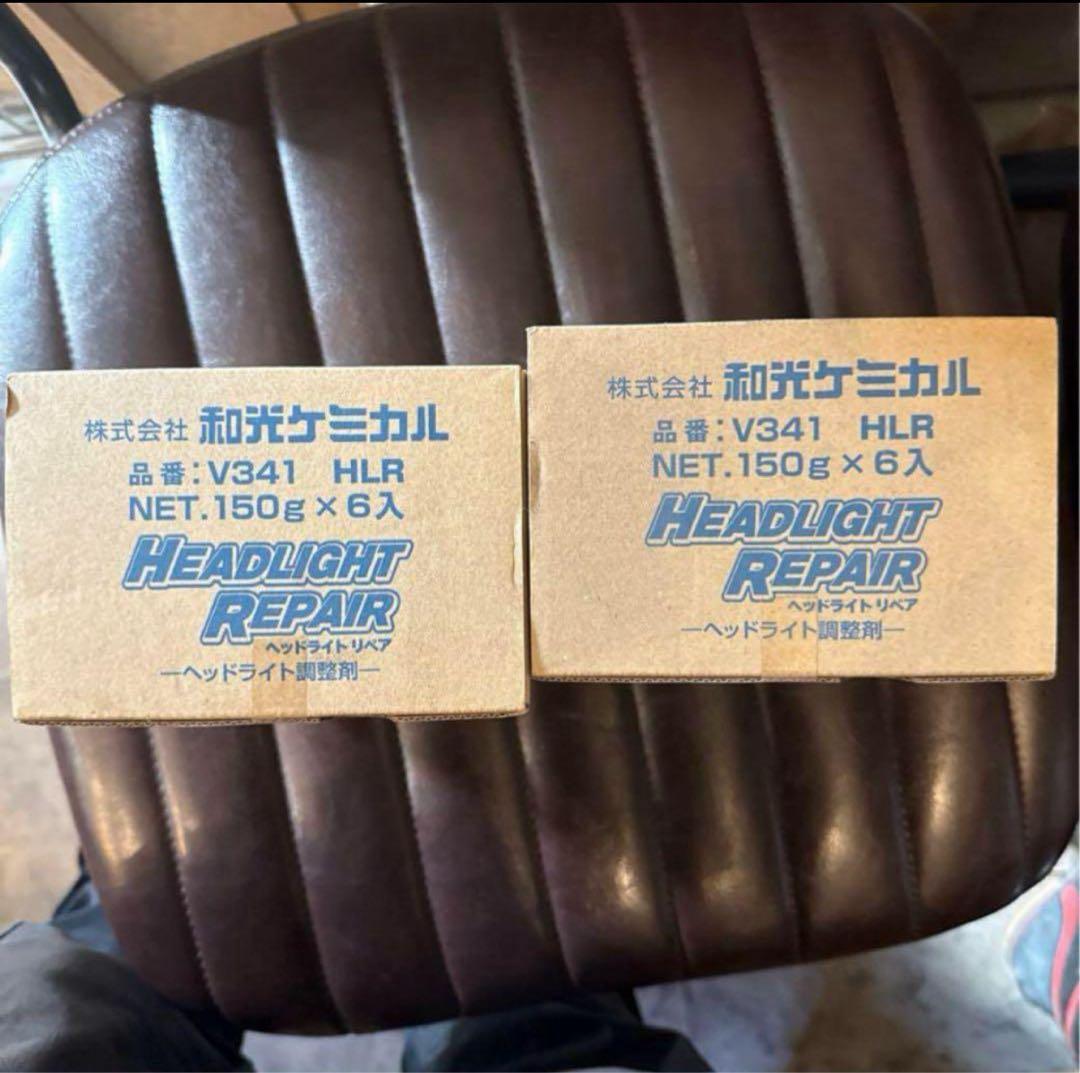 株式会社 和光ケミカル
品番:V341 HLR
NET.150g×6入
HEADLIGHT
REPAIR
ヘッドライト リペア
―ヘッドライト調整剤―
株式会社 和光ケミカル
品番:V341 HLR
NET.150g×6入
HEADLIGHT
REPAIR
ヘッドライト リペア
―ヘッドライト調整剤―